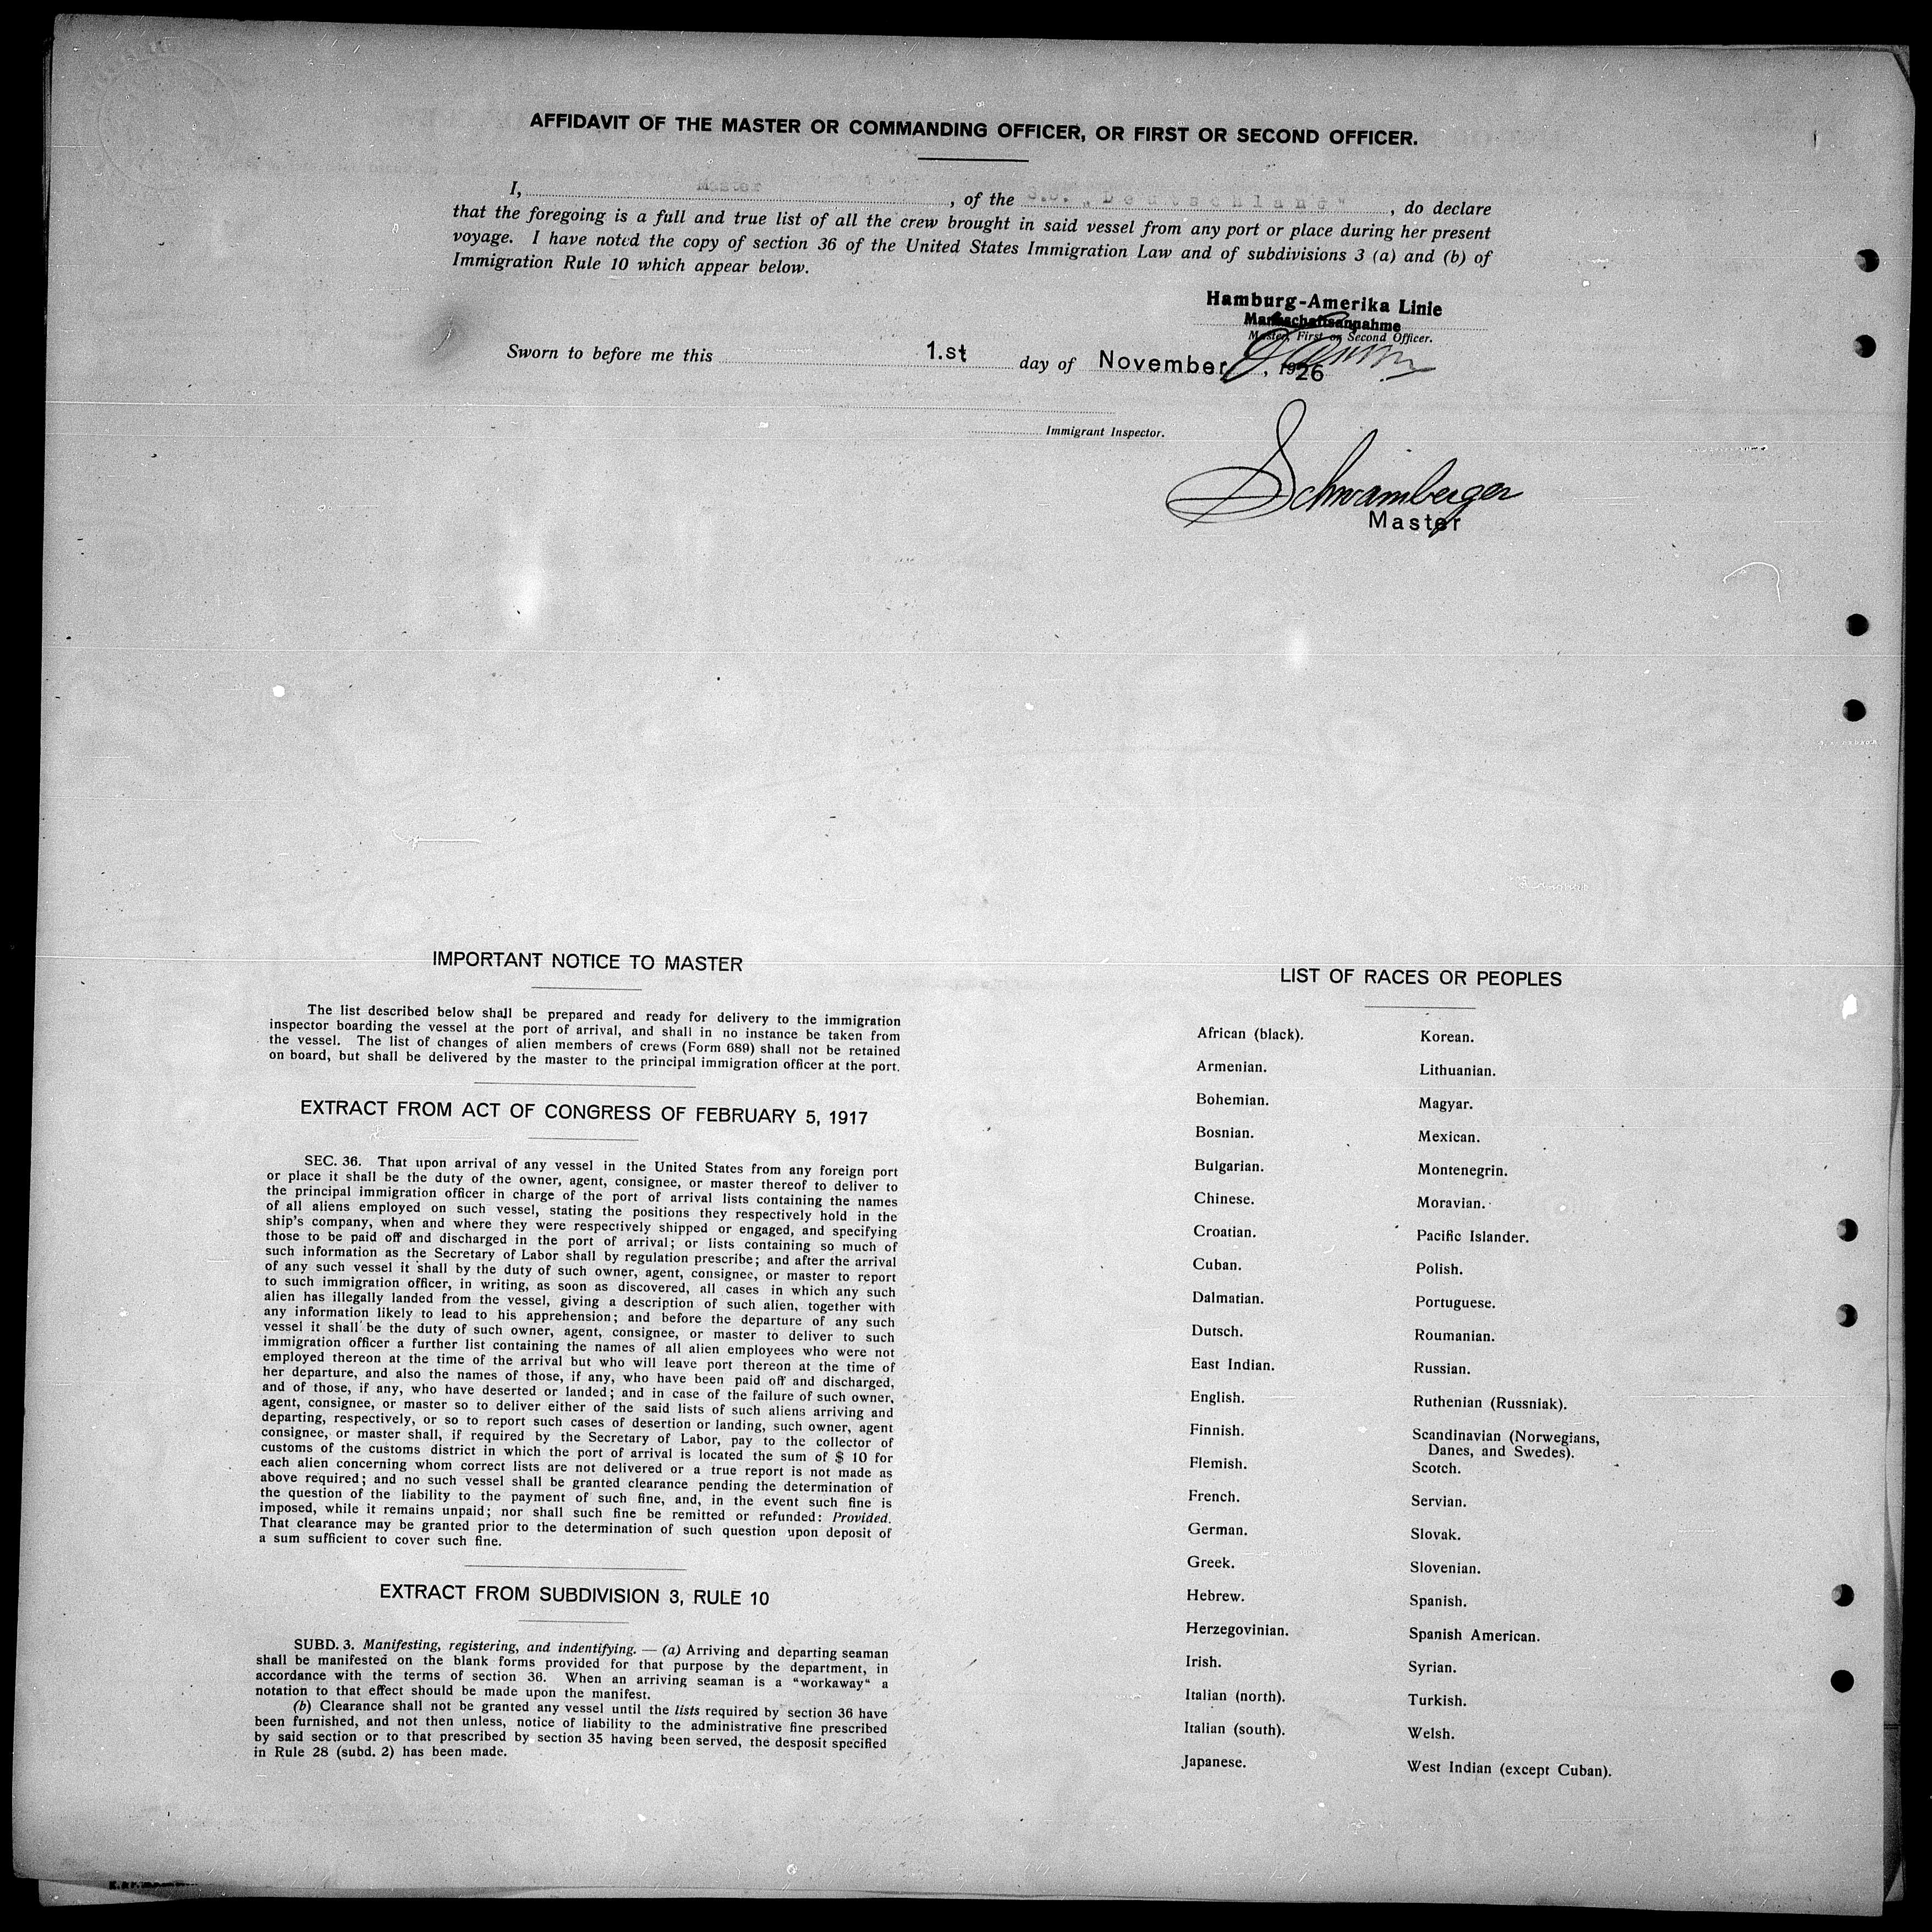 AFFIDAVIT OF THE MASTER OR COMMANDING OFFICER, OR FIRST OR SECOND OFFICER.
I, Master , of the S.S. „Deutschland" , do declare
that the foregoing is a full and true list of all the crew brought in said vessel from any port or place during her present
voyage. I have noted the copy of section 36 of the United States Immigration Law and of subdivisions 3 (a) and (b) of
Immigration Rule 10 which appear below.
Hamburg-Amerika Linie
Mannschaftsannahme
Master, First or Second Officer.
Sworn to before me this 1.st day of November , 1926
Immigrant Inspector.
Schwamberger
Master
IMPORTANT NOTICE TO MASTER
The list described below shall be prepared and ready for delivery to the immigration
inspector boarding the vessel at the port of arrival, and shall in no instance be taken from
the vessel. The list of changes of alien members of crews (Form 689) shall not be retained
on board, but shall be delivered by the master to the principal immigration officer at the port.
EXTRACT FROM ACT OF CONGRESS OF FEBRUARY 5, 1917
SEC. 36. That upon arrival of any vessel in the United States from any foreign port
or place it shall be the duty of the owner, agent, consignee, or master thereof to deliver to
the principal immigration officer in charge of the port of arrival lists containing the names
of all aliens employed on such vessel, stating the positions they respectively hold in the
ship's company, when and where they were respectively shipped or engaged, and specifying
those to be paid off and discharged in the port of arrival; or lists containing so much of
such information as the Secretary of Labor shall by regulation prescribe; and after the arrival
of any such vessel it shall by the duty of such owner, agent, consignee, or master to report
to such immigration officer, in writing, as soon as discovered, all cases in which any such
alien has illegally landed from the vessel, giving a description of such alien, together with
any information likely to lead to his apprehension; and before the departure of any such
vessel it shall be the duty of such owner, agent, consignee, or master to deliver to such
immigration officer a further list containing the names of all alien employees who were not
employed thereon at the time of the arrival but who will leave port thereon at the time of
her departure, and also the names of those, if any, who have been paid off and discharged,
and of those, if any, who have deserted or landed; and in case of the failure of such owner,
agent, consignee, or master so to deliver either of the said lists of such aliens arriving and
departing, respectively, or so to report such cases of desertion or landing, such owner, agent
consignee, or master shall, if required by the Secretary of Labor, pay to the collector of
customs of the customs district in which the port of arrival is located the sum of $ 10 for
each alien concerning whom correct lists are not delivered or a true report is not made as
above required; and no such vessel shall be granted clearance pending the determination of
the question of the liability to the payment of such fine, and, in the event such fine is
imposed, while it remains unpaid; nor shall such fine be remitted or refunded: Provided.
That clearance may be granted prior to the determination of such question upon deposit of
a sum sufficient to cover such fine.
EXTRACT FROM SUBDIVISION 3, RULE 10
SUBD. 3. Manifesting, registering, and indentifying. — (a) Arriving and departing seaman
shall be manifested on the blank forms provided for that purpose by the department, in
accordance with the terms of section 36. When an arriving seaman is a "workaway" a
notation to that effect should be made upon the manifest.
(b) Clearance shall not be granted any vessel until the lists required by section 36 have
been furnished, and not then unless, notice of liability to the administrative fine prescribed
by said section or to that prescribed by section 35 having been served, the desposit specified
in Rule 28 (subd. 2) has been made.
LIST OF RACES OR PEOPLES
African (black).
Armenian.
Bohemian.
Bosnian.
Bulgarian.
Chinese.
Croatian.
Cuban.
Dalmatian.
Dutsch.
East Indian.
English.
Finnish.
Flemish.
French.
German.
Greek.
Hebrew.
Herzegovinian.
Irish.
Italian (north).
Italian (south).
Japanese.
Korean.
Lithuanian.
Magyar.
Mexican.
Montenegrin.
Moravian.
Pacific Islander.
Polish.
Portuguese.
Roumanian.
Russian.
Ruthenian (Russniak).
Scandinavian (Norwegians,
Danes, and Swedes).
Scotch.
Servian.
Slovak.
Slovenian.
Spanish.
Spanish American.
Syrian.
Turkish.
Welsh.
West Indian (except Cuban).